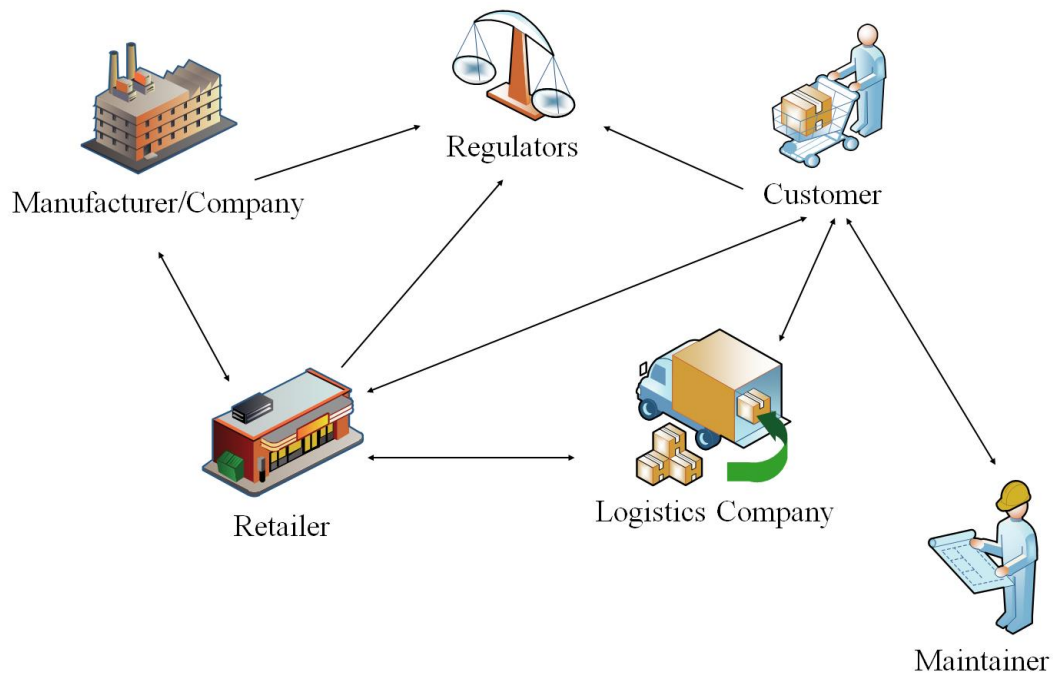 Regulators
Customer
Manufacturer/Company
Retailer
Logistics Company
Maintainer